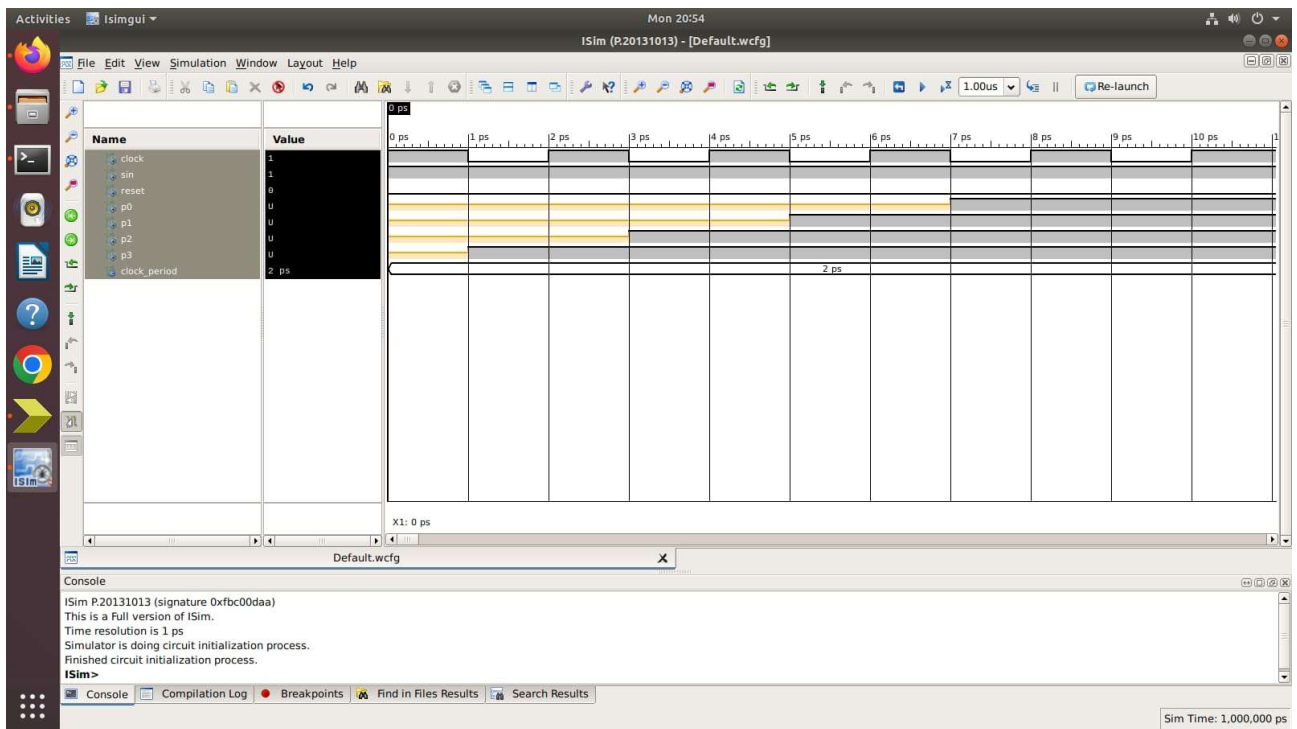 Activities Isimgui Mon 20:54
ISim (P.20131013) - [Default.wcfg]
File Edit View Simulation Window Layout Help
1.00us Re-launch
0 ps
Name Value 0 ps 1 ps 2 ps 3 ps 4 ps 5 ps 6 ps 7 ps 8 ps 9 ps 10 ps 1
clock 1
sin 1
reset 0
p0 U
p1 U
p2 U
p3 U
clock_period 2 ps 2 ps
X1: 0 ps
Default.wcfg
Console
ISim P.20131013 (signature 0xfbc00daa)
This is a Full version of ISim.
Time resolution is 1 ps
Simulator is doing circuit initialization process.
Finished circuit initialization process.
ISim>
Console Compilation Log Breakpoints Find in Files Results Search Results
Sim Time: 1,000,000 ps
ISim